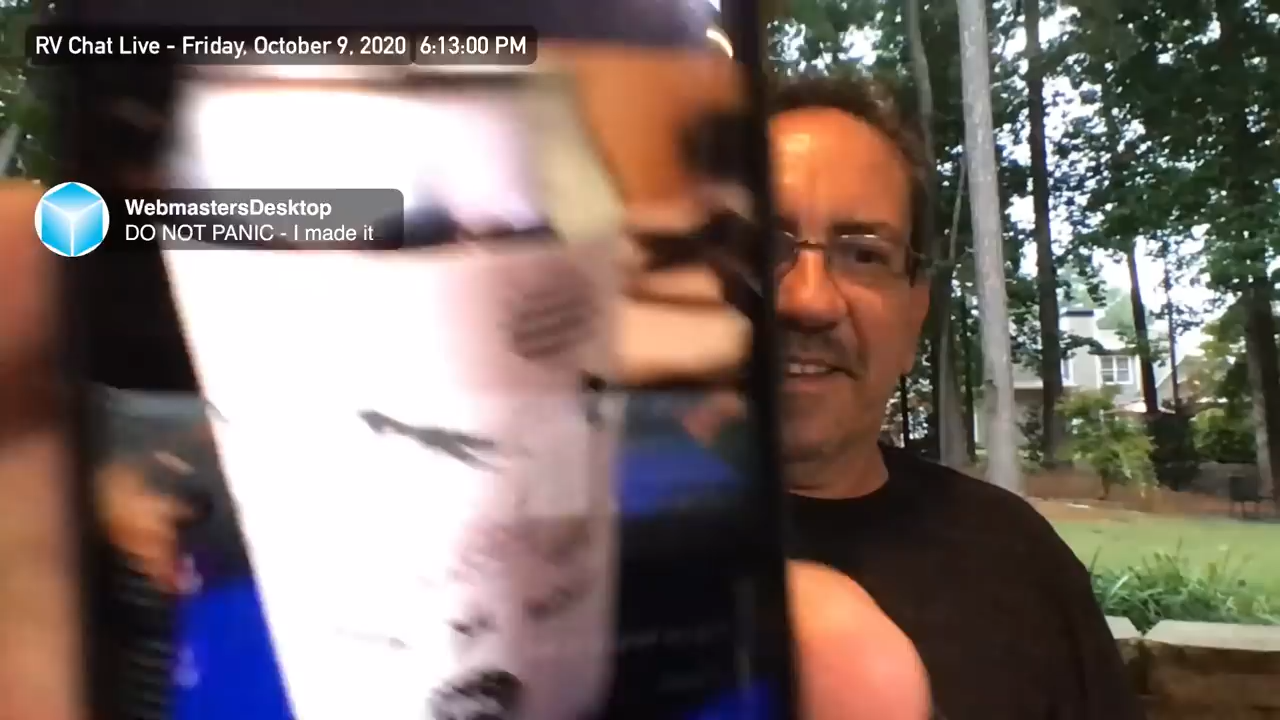 RV Chat Live - Friday, October 9, 2020 6:13:00 PM
WebmastersDesktop
DO NOT PANIC - I made it